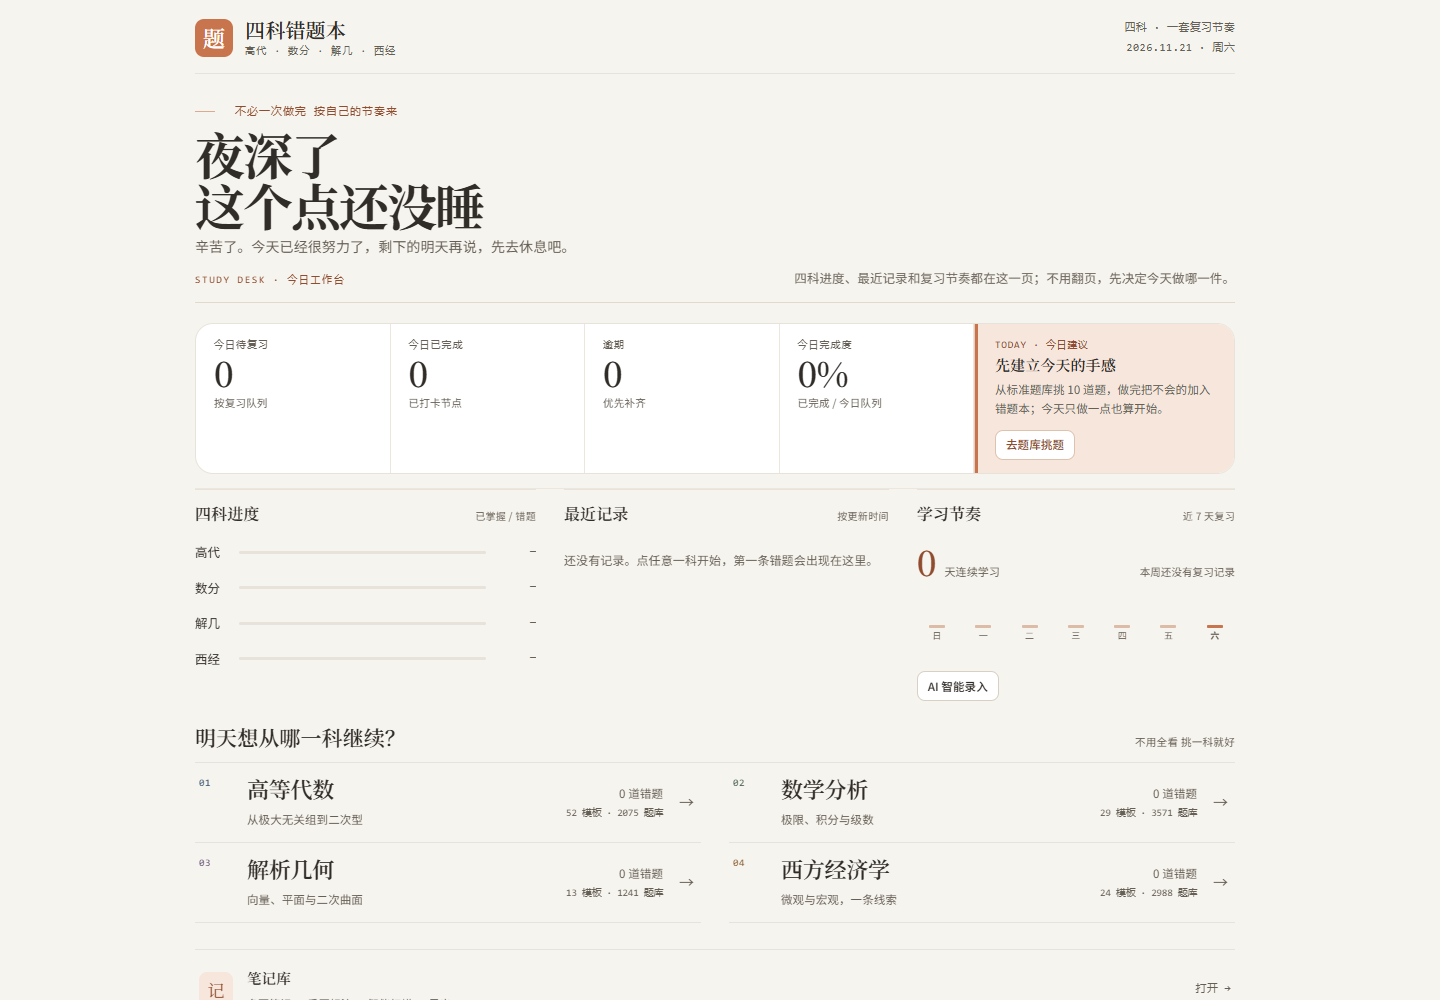 题
四科错题本
高代 · 数分 · 解几 · 西经
四科 · 一套复习节奏
2026.11.21 · 周六
不必一次做完 按自己的节奏来
夜深了
这个点还没睡
辛苦了。今天已经很努力了，剩下的明天再说，先去休息吧。
STUDY DESK · 今日工作台
四科进度、最近记录和复习节奏都在这一页；不用翻页，先决定今天做哪一件。
今日待复习
0
按复习队列
今日已完成
0
已打卡节点
逾期
0
优先补齐
今日完成度
0%
已完成 / 今日队列
TODAY · 今日建议
先建立今天的手感
从标准题库挑 10 道题，做完把不会的加入
错题本；今天只做一点也算开始。
去题库挑题
四科进度
已掌握 / 错题
高代
—
数分
—
解几
—
西经
—
最近记录
按更新时间
还没有记录。点任意一科开始，第一条错题会出现在这里。
学习节奏
近 7 天复习
0 天连续学习
本周还没有复习记录
日 一 二 三 四 五 六
AI 智能录入
明天想从哪一科继续？
不用全看 挑一科就好
01
高等代数
从极大无关组到二次型
0 道错题
52 模板 · 2075 题库
→
02
数学分析
极限、积分与级数
0 道错题
29 模板 · 3571 题库
→
03
解析几何
向量、平面与二次曲面
0 道错题
13 模板 · 1241 题库
→
04
西方经济学
微观与宏观，一条线索
0 道错题
24 模板 · 2988 题库
→
记
笔记库
打开 →